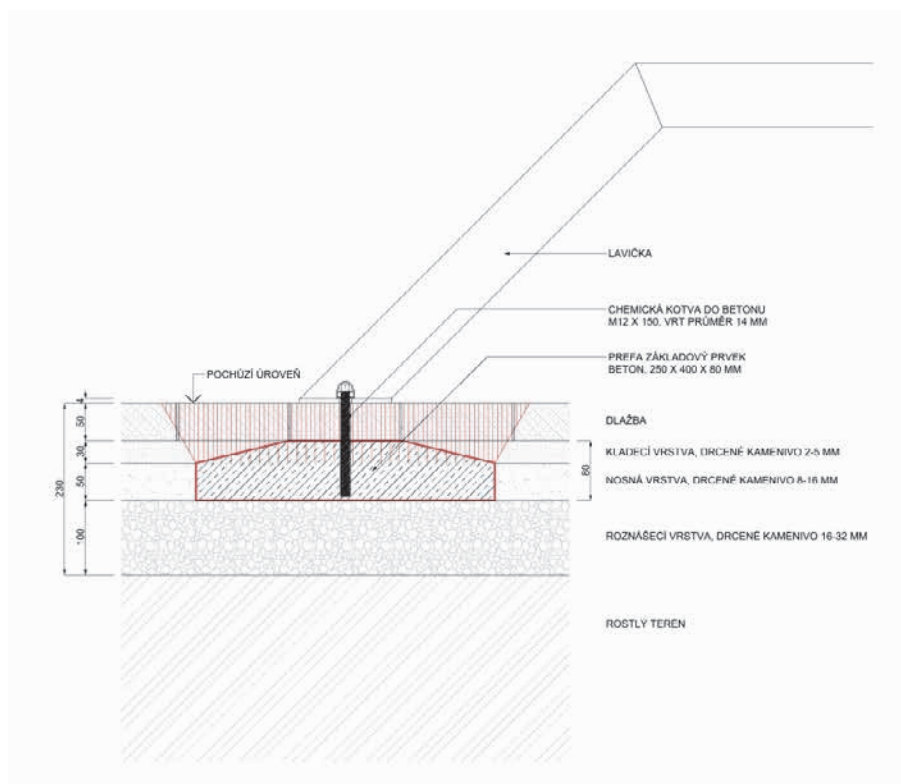 LAVIČKA
CHEMICKÁ KOTVA DO BETONU
M12 X 150, VRT PRŮMĚR 14 MM
PREFA ZÁKLADOVÝ PRVEK
BETON, 250 X 400 X 80 MM
POCHŮZÍ ÚROVEŇ
4
50
30
50
230
100
80
DLAŽBA
KLADECÍ VRSTVA, DRCENÉ KAMENIVO 2-5 MM
NOSNÁ VRSTVA, DRCENÉ KAMENIVO 8-16 MM
ROZNÁŠECÍ VRSTVA, DRCENÉ KAMENIVO 16-32 MM
ROSTLÝ TEREN